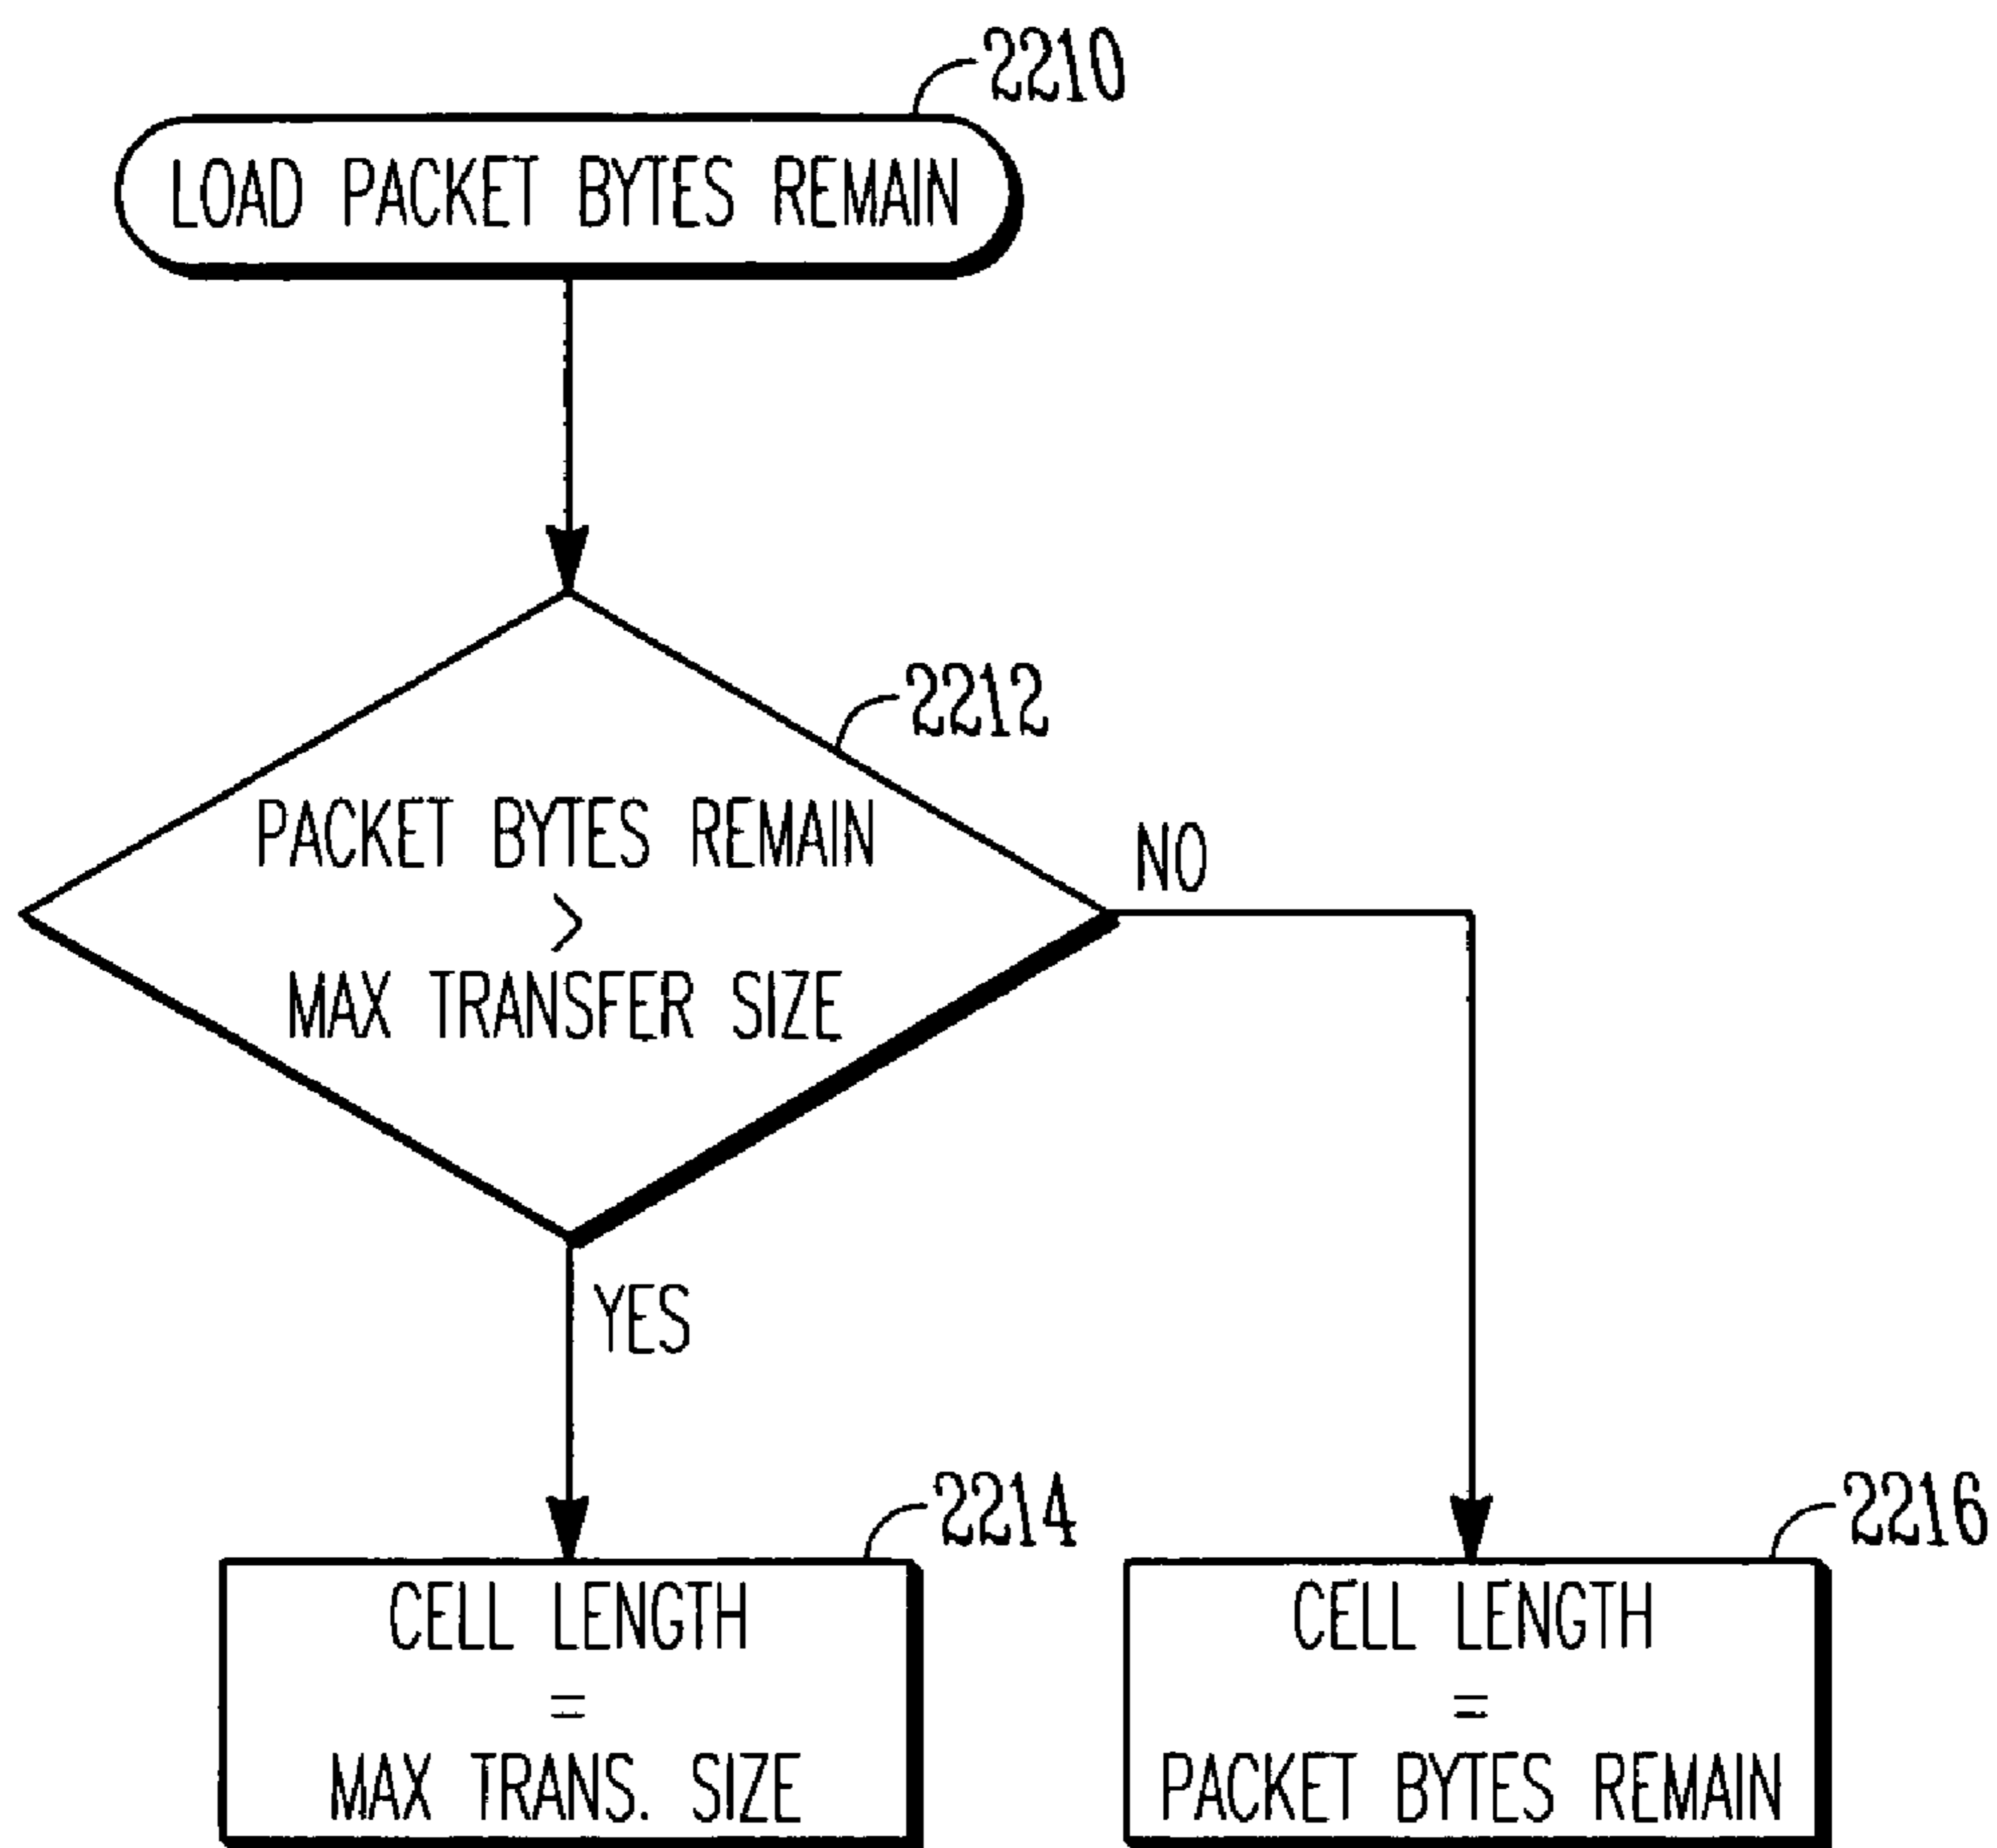 2210
LOAD PACKET BYTES REMAIN
2212
PACKET BYTES REMAIN
>
MAX TRANSFER SIZE
NO
YES
2214
CELL LENGTH
=
MAX TRANS. SIZE
2216
CELL LENGTH
=
PACKET BYTES REMAIN